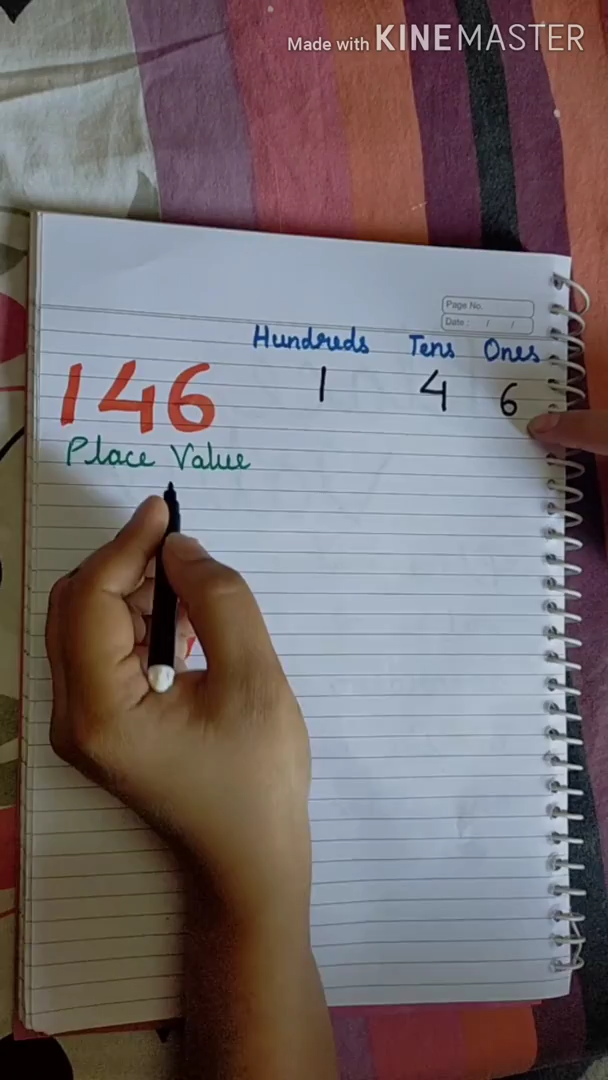 Made with KINEMASTER
Page No.
Date : / /
Hundreds Tens Ones
146 1 4 6
Place Value